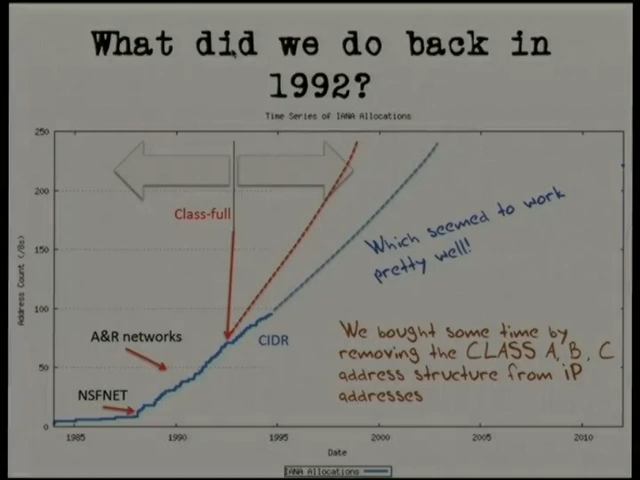 What did we do back in
1992?
Time Series of IANA Allocations
250
200
150
100
50
0
Address Count (/8s)
Class-full
A&R networks
NSFNET
CIDR
Which seemed to work
pretty well!
We bought some time by
removing the CLASS A, B, C
address structure from iP
addresses
1985
1990
1995
2000
2005
2010
Date
IANA Allocations